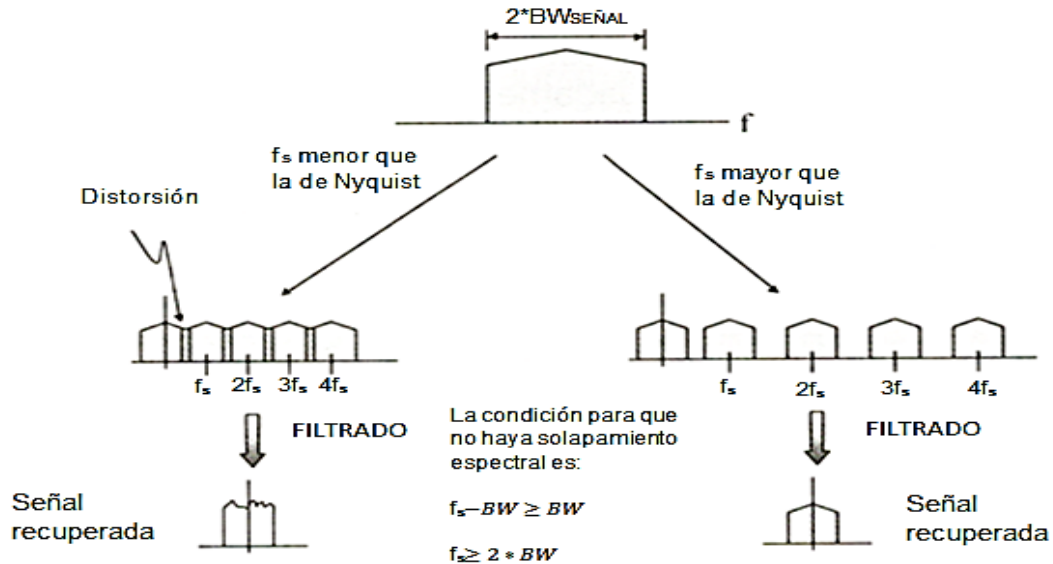 2*BWSEÑAL
f
fs menor que
la de Nyquist
fs mayor que
la de Nyquist
Distorsión
fs 2fs 3fs 4fs
fs 2fs 3fs 4fs
FILTRADO
La condición para que
no haya solapamiento
espectral es:
fs−BW ≥ BW
fs≥ 2 * BW
FILTRADO
Señal
recuperada
Señal
recuperada